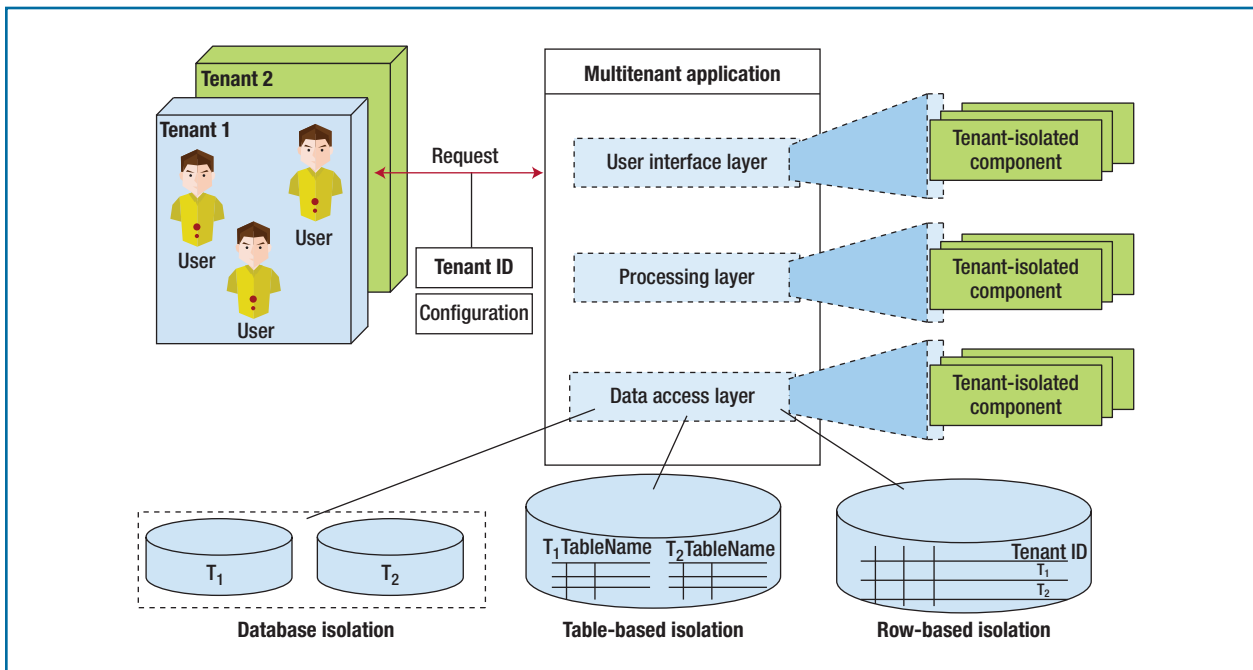 Tenant 2
Tenant 1
User
User
User
Request
Tenant ID
Configuration
Multitenant application
User interface layer
Tenant-isolated
component
Processing layer
Tenant-isolated
component
Data access layer
Tenant-isolated
component
T1
T2
Database isolation
T1TableName T2TableName
Table-based isolation
Tenant ID
T1
T2
Row-based isolation